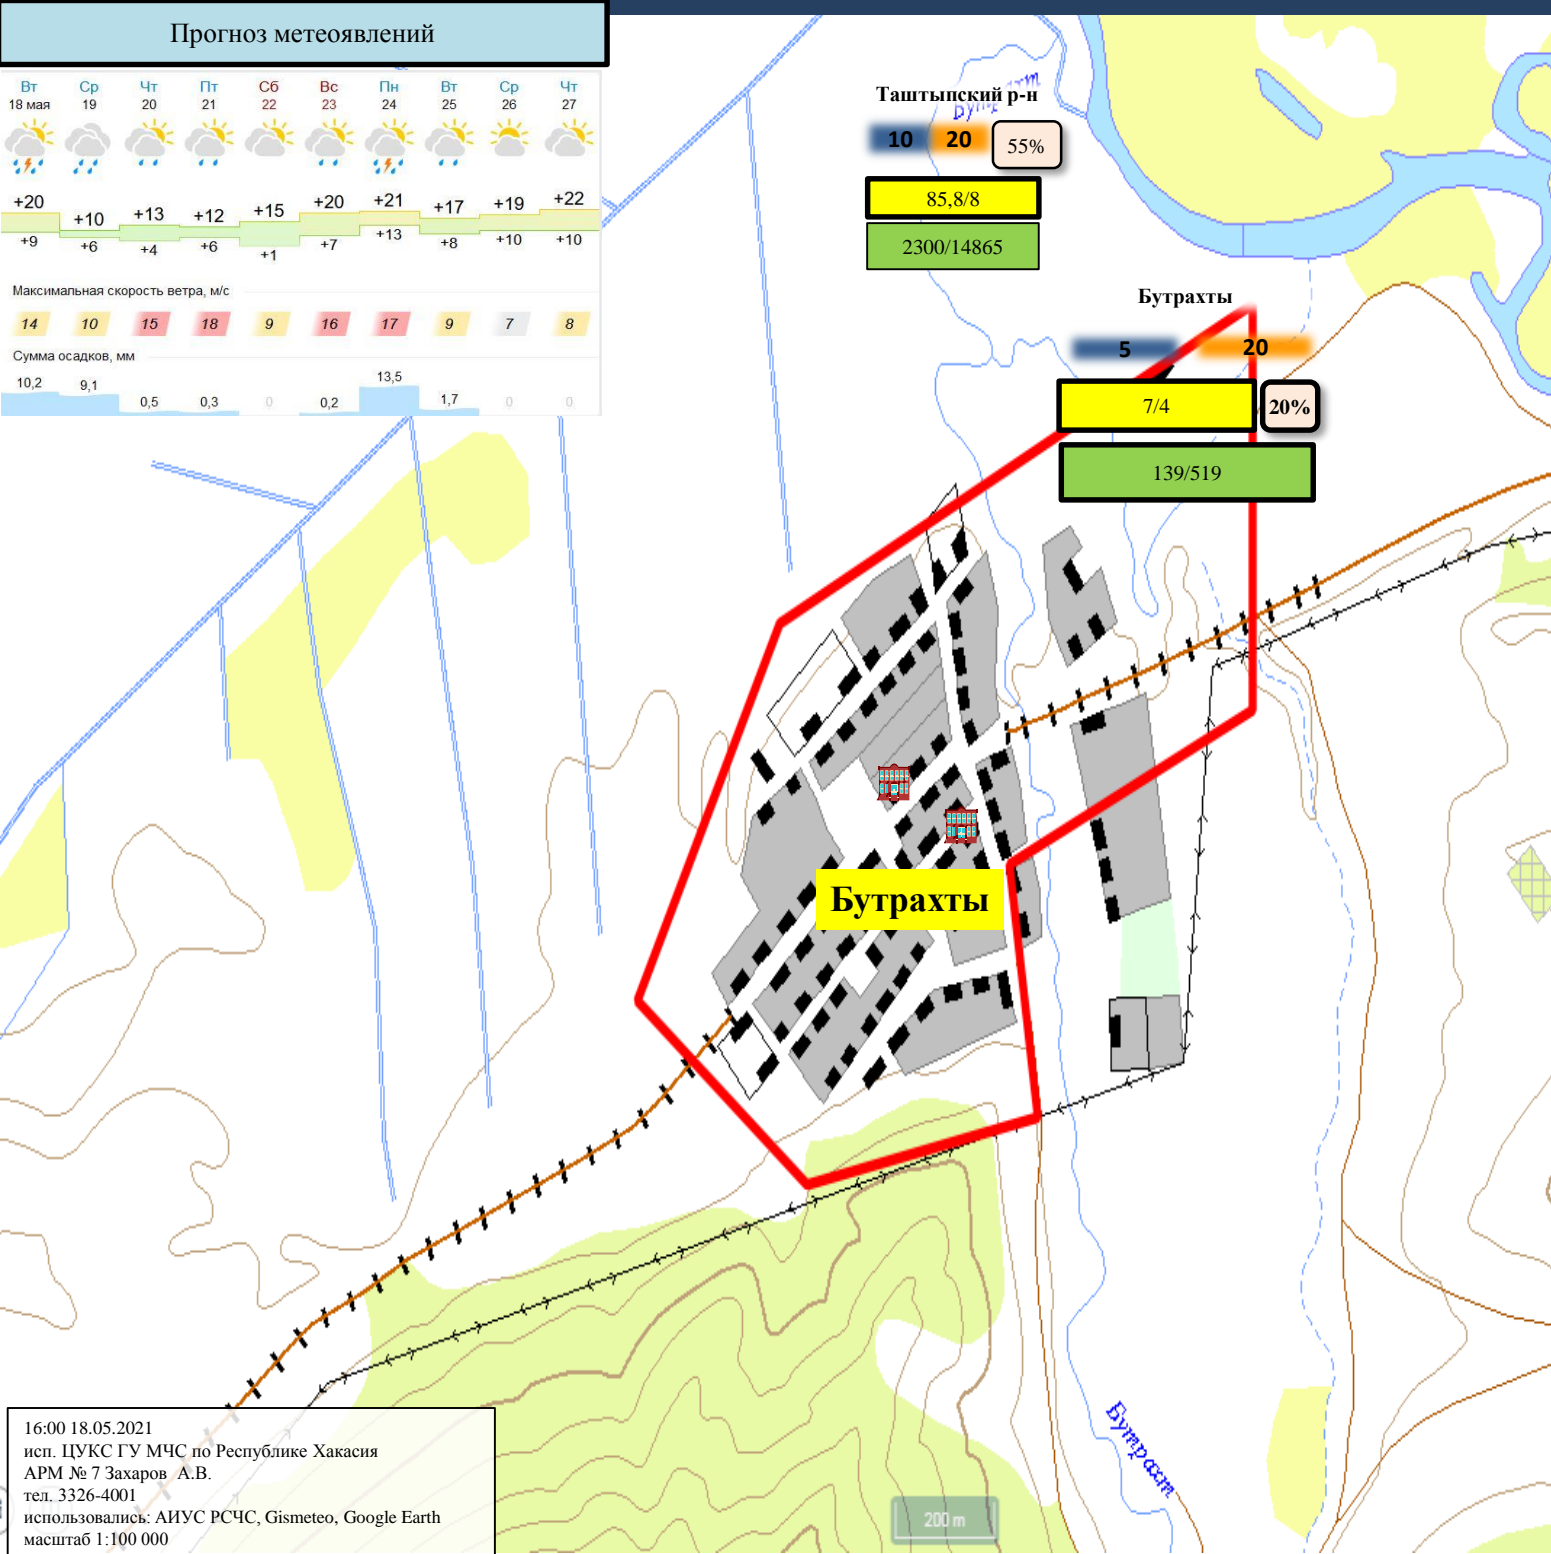 Прогноз метеоявлений
Вт Ср Чт Пт Сб Вс Пн Вт Ср Чт
18 мая 19 20 21 22 23 24 25 26 27
+20 +10 +13 +12 +15 +20 +21 +17 +19 +22
+9 +6 +4 +6 +1 +7 +13 +8 +10 +10
Максимальная скорость ветра, м/с
14 10 15 18 9 16 17 9 7 8
Сумма осадков, мм
10,2 9,1 0,5 0,3 0 0,2 13,5 1,7 0 0
Таштыпский р-н
10 20 55%
85,8/8
2300/14865
Бутрахты
5 20
7/4 20%
139/519
Бутрахты
Бутрахт
200 m
16:00 18.05.2021
исп. ЦУКС ГУ МЧС по Республике Хакасия
АРМ № 7 Захаров А.В.
тел. 3326-4001
использовались: АИУС РСЧС, Gismeteo, Google Earth
масштаб 1:100 000